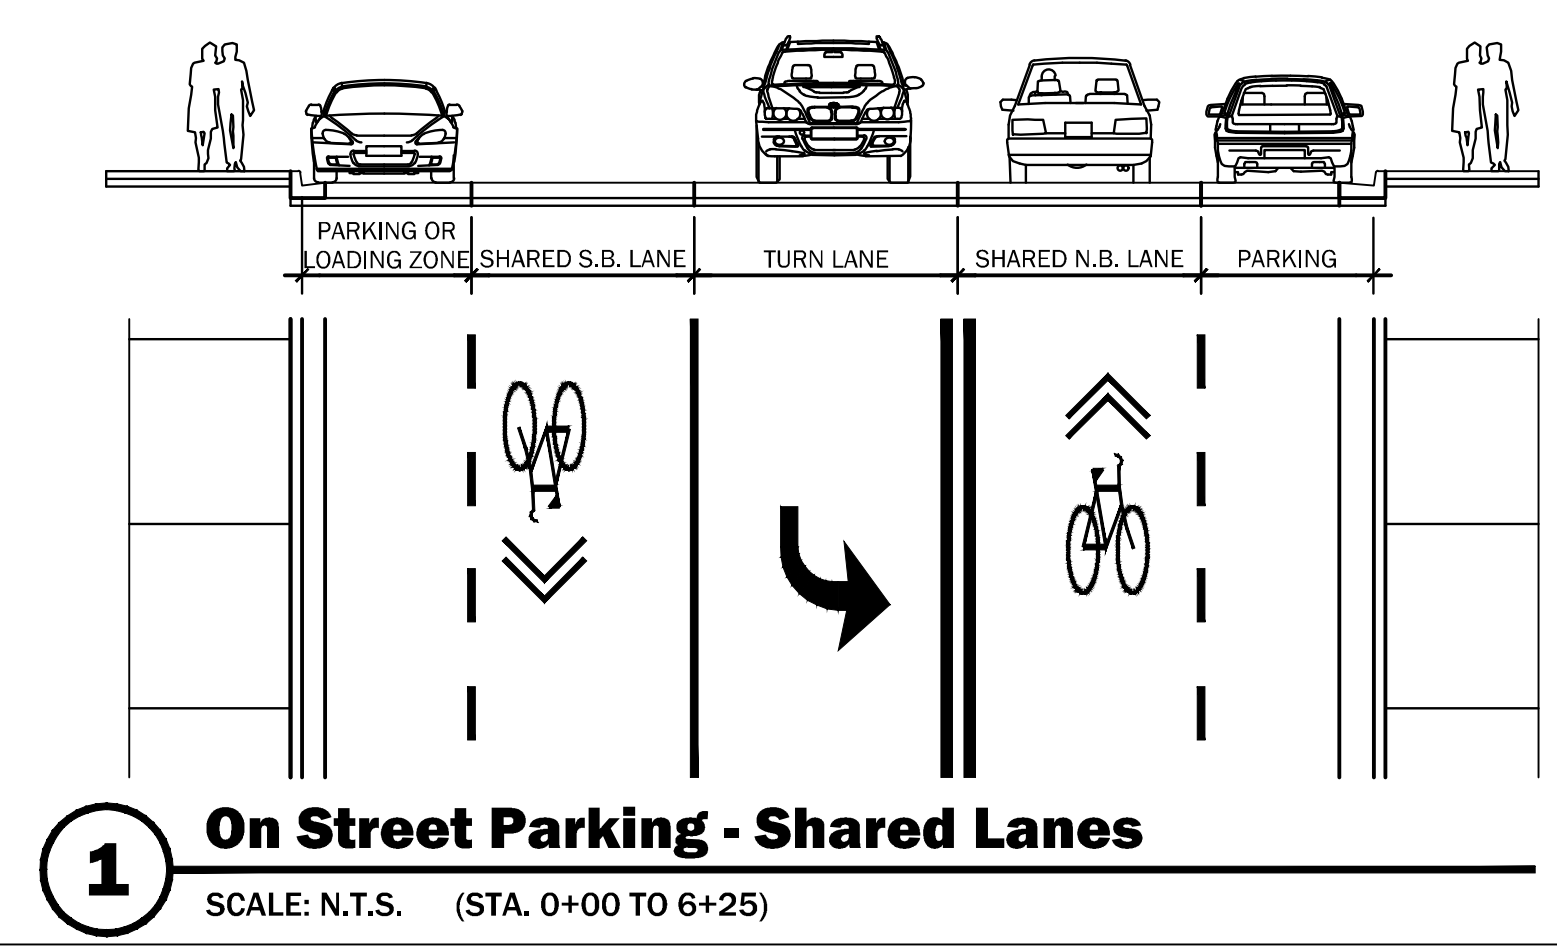 PARKING OR
LOADING ZONE
SHARED S.B. LANE
TURN LANE
SHARED N.B. LANE
PARKING
1
On Street Parking - Shared Lanes
SCALE: N.T.S. (STA. 0+00 TO 6+25)